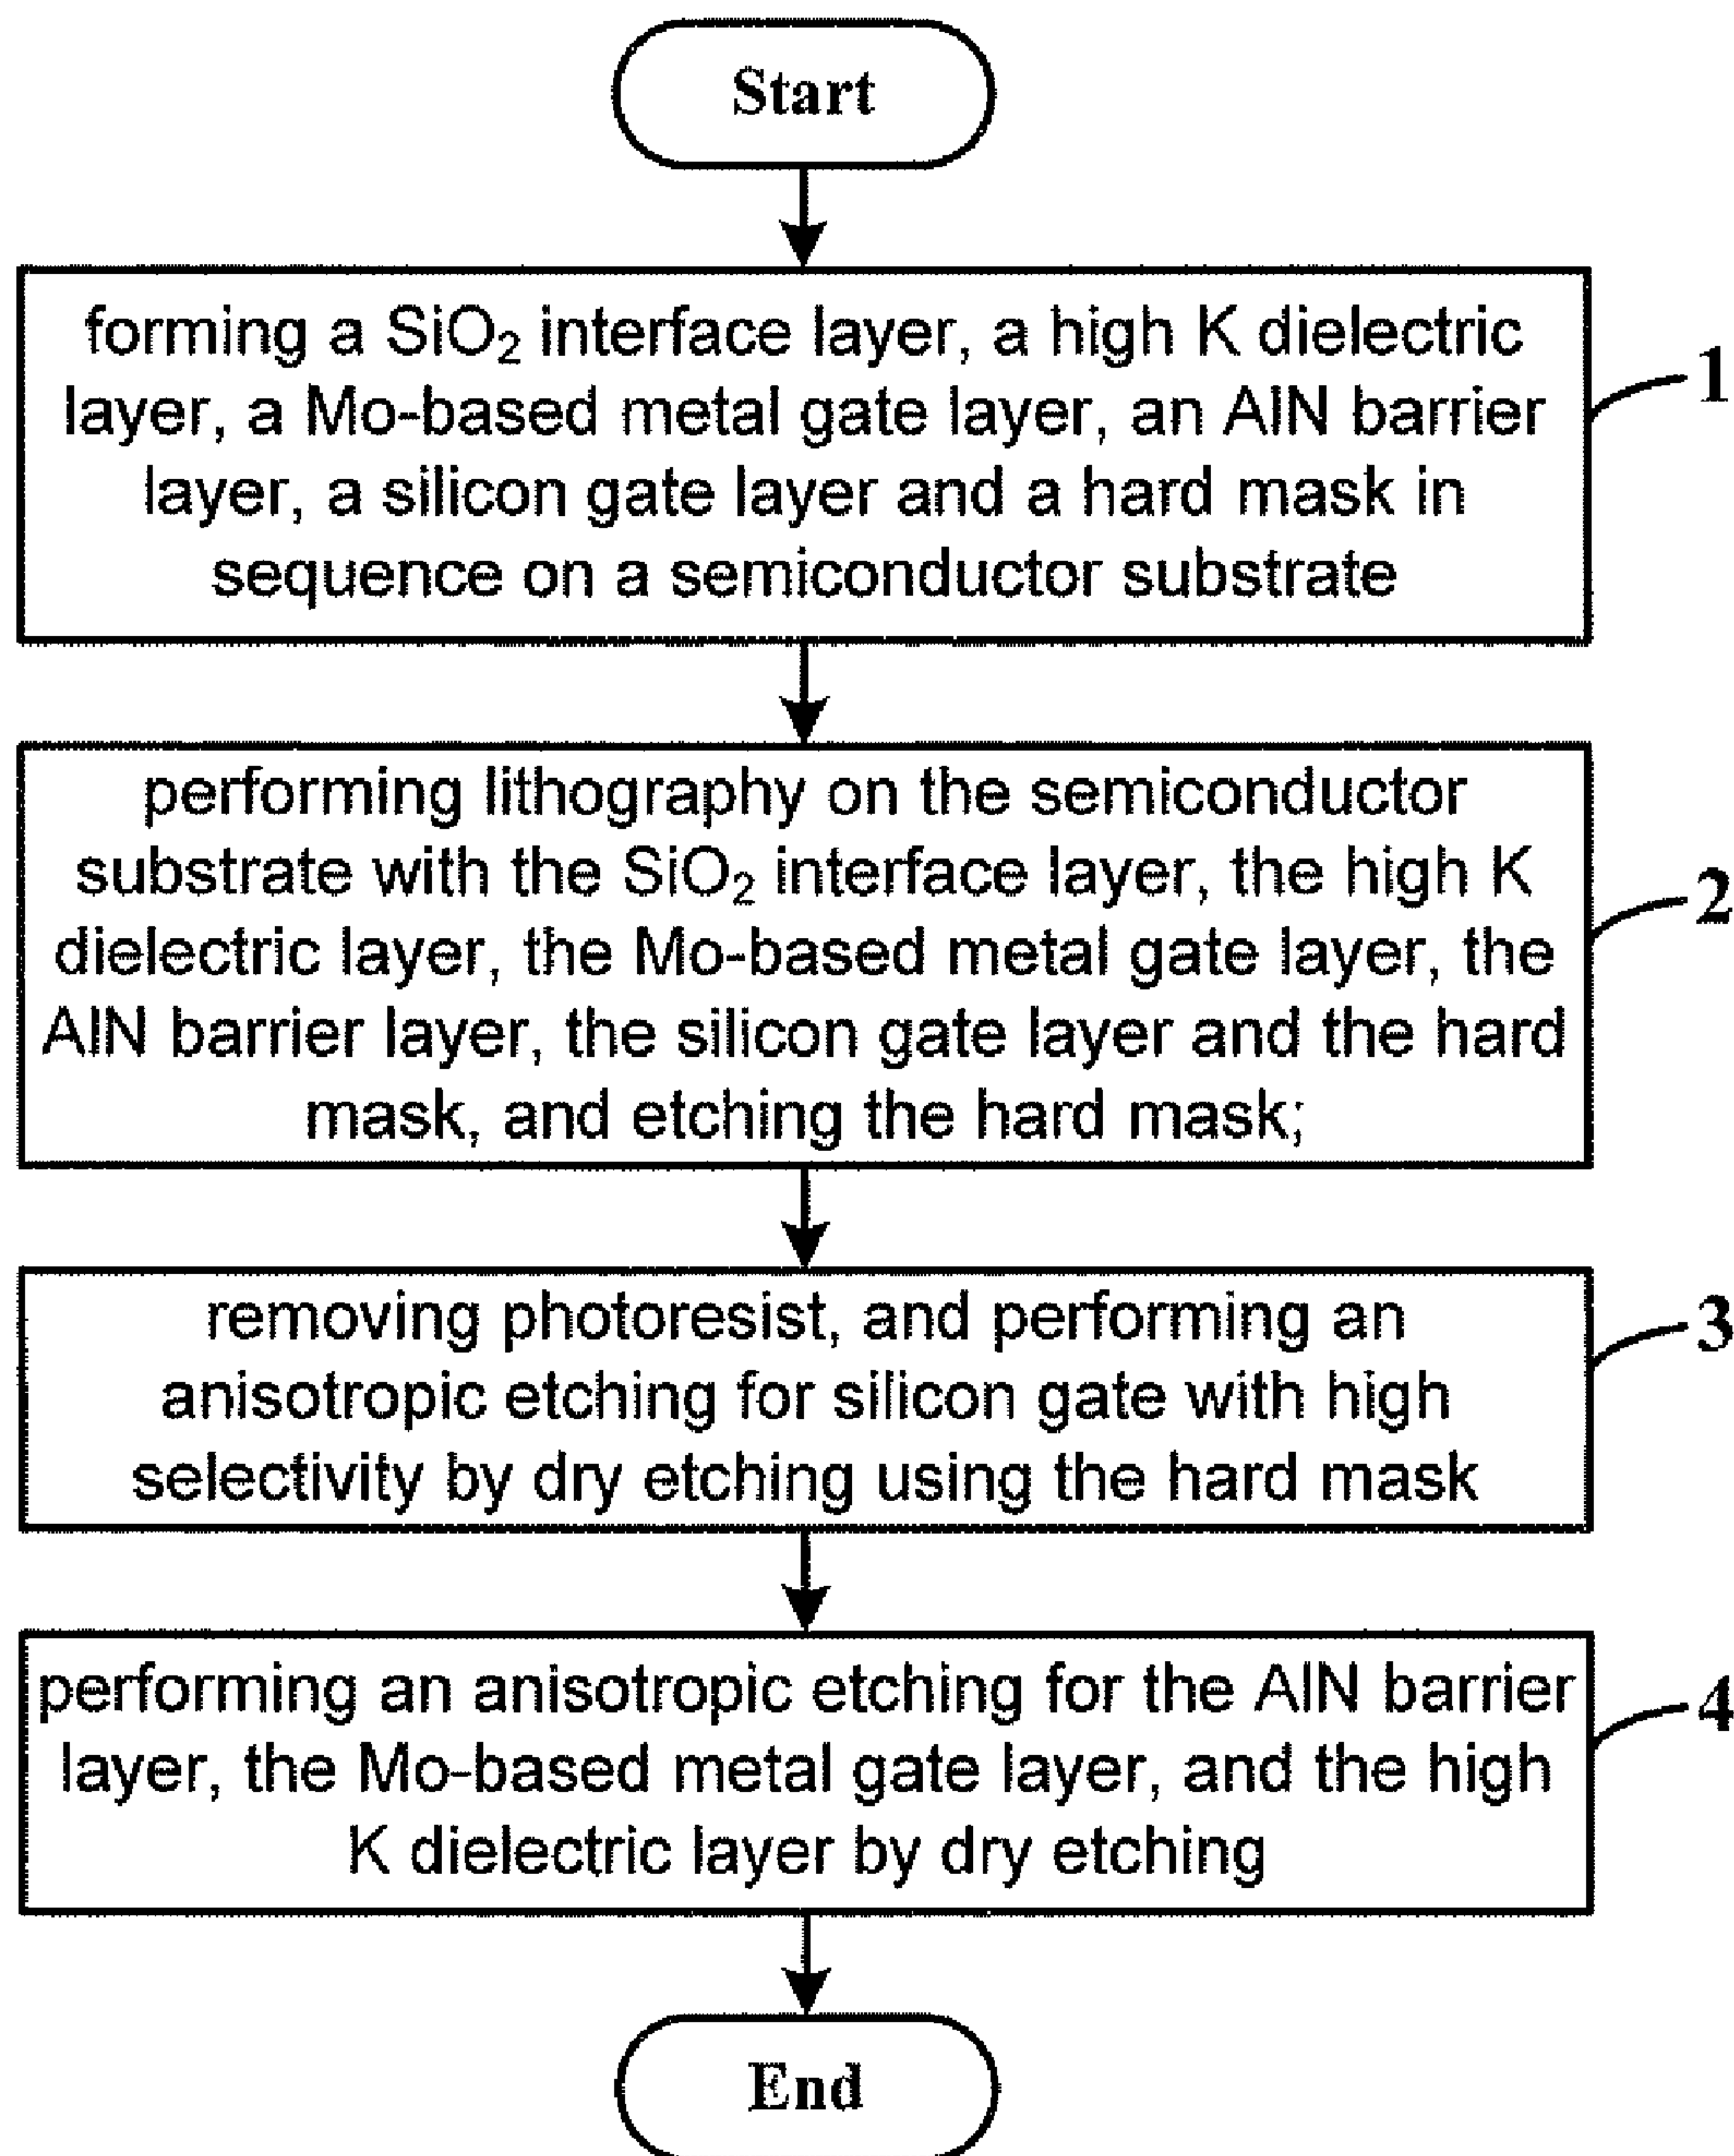 Start
forming a SiO₂ interface layer, a high K dielectric
layer, a Mo-based metal gate layer, an AlN barrier
layer, a silicon gate layer and a hard mask in
sequence on a semiconductor substrate
1
performing lithography on the semiconductor
substrate with the SiO₂ interface layer, the high K
dielectric layer, the Mo-based metal gate layer, the
AlN barrier layer, the silicon gate layer and the hard
mask, and etching the hard mask;
2
removing photoresist, and performing an
anisotropic etching for silicon gate with high
selectivity by dry etching using the hard mask
3
performing an anisotropic etching for the AlN barrier
layer, the Mo-based metal gate layer, and the high
K dielectric layer by dry etching
4
End